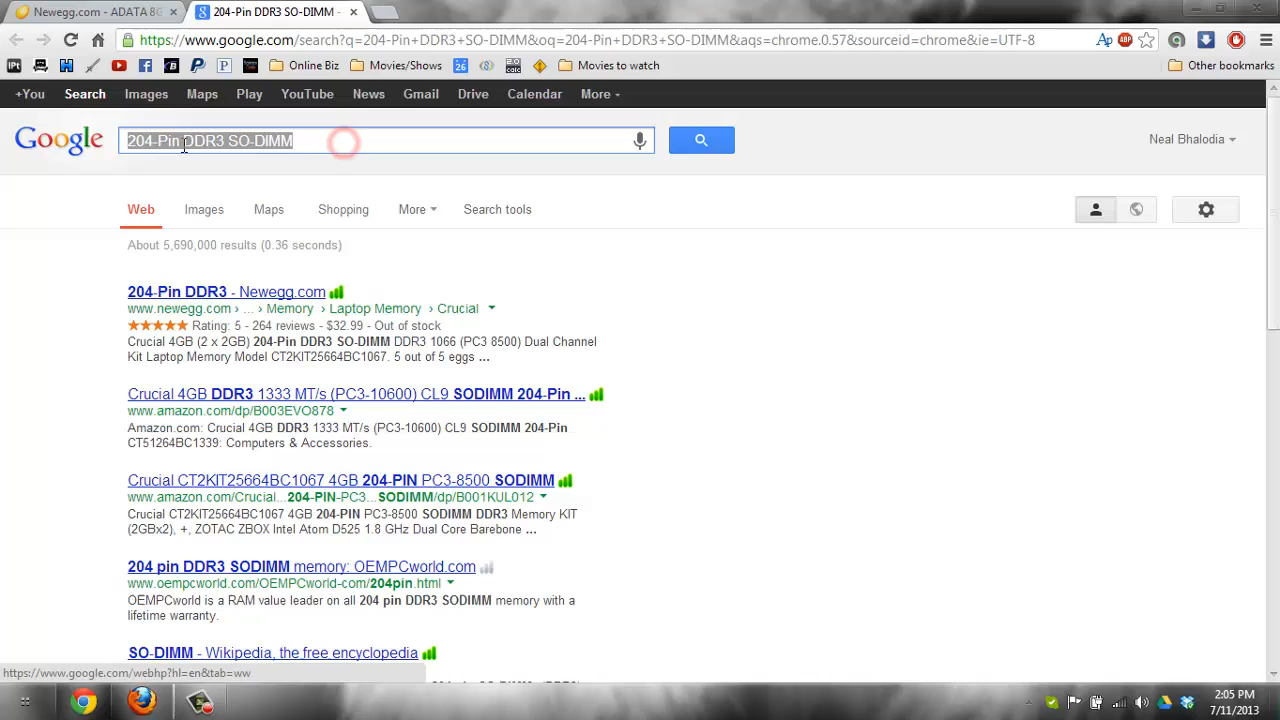 Newegg.com - ADATA 8G
204-Pin DDR3 SO-DIMM -
https://www.google.com/search?q=204-Pin+DDR3+SO-DIMM&oq=204-Pin+DDR3+SO-DIMM&aqs=chrome.0.57&sourceid=chrome&ie=UTF-8
Online Biz
Movies/Shows
Movies to watch
Other bookmarks
+You Search Images Maps Play YouTube News Gmail Drive Calendar More
Google
204-Pin DDR3 SO-DIMM
Neal Bhalodia
Web Images Maps Shopping More Search tools
About 5,690,000 results (0.36 seconds)
204-Pin DDR3 - Newegg.com
www.newegg.com › ... › Memory › Laptop Memory › Crucial
Rating: 5 - 264 reviews - $32.99 - Out of stock
Crucial 4GB (2 x 2GB) 204-Pin DDR3 SO-DIMM DDR3 1066 (PC3 8500) Dual Channel
Kit Laptop Memory Model CT2KIT25664BC1067. 5 out of 5 eggs ...
Crucial 4GB DDR3 1333 MT/s (PC3-10600) CL9 SODIMM 204-Pin ...
www.amazon.com/dp/B003EVO878
Amazon.com: Crucial 4GB DDR3 1333 MT/s (PC3-10600) CL9 SODIMM 204-Pin
CT51264BC1339: Computers & Accessories.
Crucial CT2KIT25664BC1067 4GB 204-PIN PC3-8500 SODIMM
www.amazon.com/Crucial...204-PIN-PC3...SODIMM/dp/B001KUL012
Crucial CT2KIT25664BC1067 4GB 204-PIN PC3-8500 SODIMM DDR3 Memory KIT
(2GBx2), +, ZOTAC ZBOX Intel Atom D525 1.8 GHz Dual Core Barebone ...
204 pin DDR3 SODIMM memory: OEMPCworld.com
www.oempcworld.com/OEMPCworld-com/204pin.html
OEMPCworld is a RAM value leader on all 204 pin DDR3 SODIMM memory with a
lifetime warranty.
SO-DIMM - Wikipedia, the free encyclopedia
https://www.google.com/webhp?hl=en&tab=ww
2:05 PM
7/11/2013